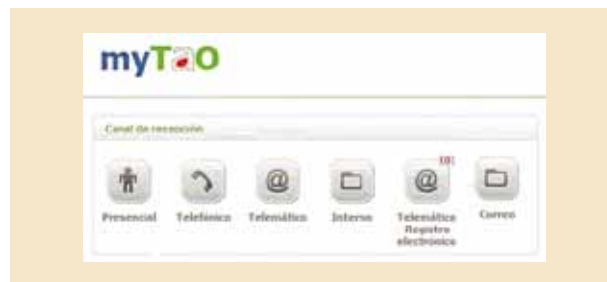 myTaO
Canal de recepción
Presencial
Telefónico
Telemático
Interno
Telemático
Registro
electrónico
Correo